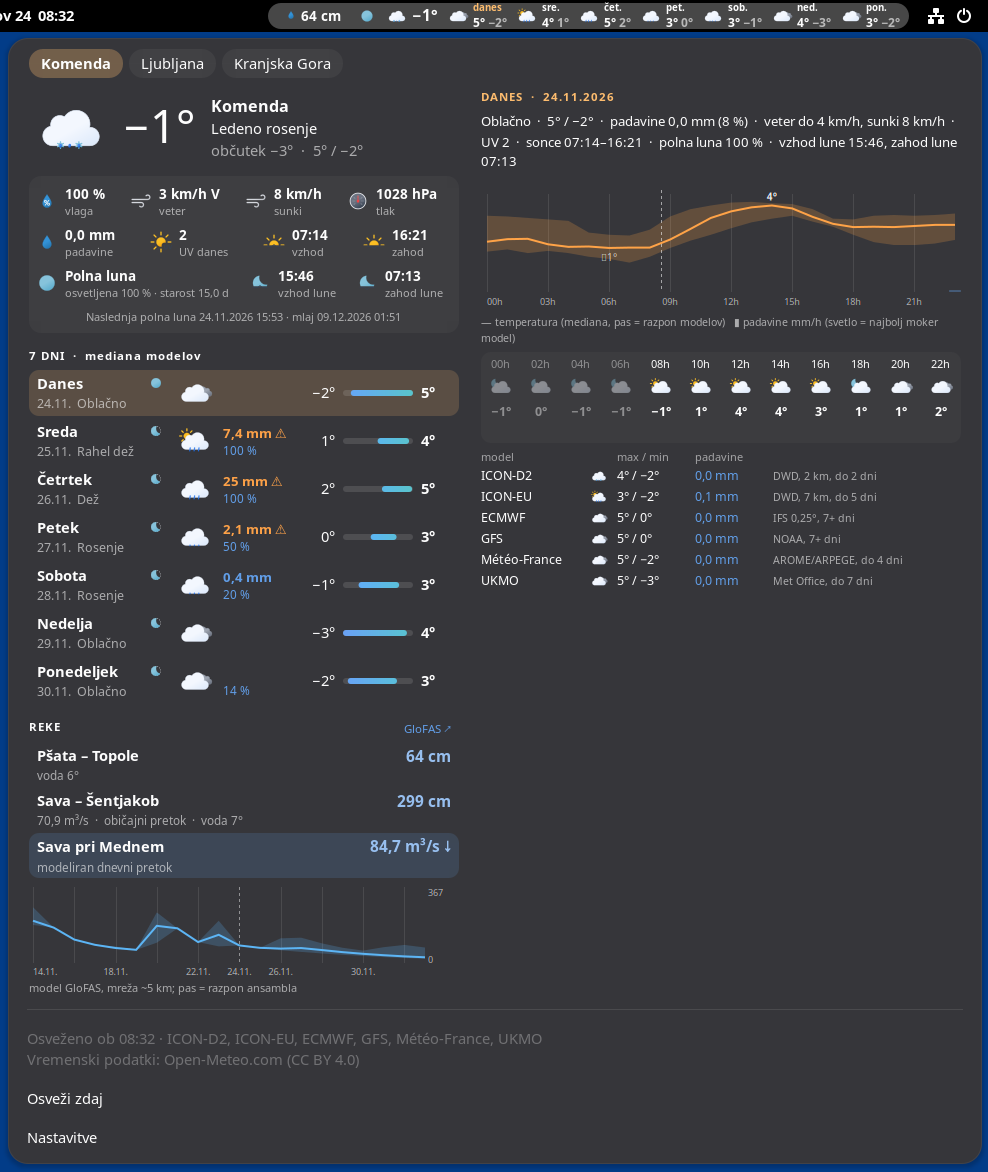 ov 24 08:32
64 cm −1°
danes 5° −2°
sre. 4° 1°
čet. 5° 2°
pet. 3° 0°
sob. 3° −1°
ned. 4° −3°
pon. 3° −2°
Komenda Ljubljana Kranjska Gora
−1°
Komenda
Ledeno rosenje
občutek −3° · 5° / −2°
100 % 3 km/h V 8 km/h 1028 hPa
vlaga veter sunki tlak
0,0 mm 2 07:14 16:21
padavine UV danes vzhod zahod
Polna luna 15:46 07:13
osvetljena 100 % · starost 15,0 d vzhod lune zahod lune
Naslednja polna luna 24.11.2026 15:53 · mlaj 09.12.2026 01:51
7 DNI · mediana modelov
Danes
24.11. Oblačno
−2° 5°
Sreda
25.11. Rahel dež
7,4 mm ⚠
100 %
1° 4°
Četrtek
26.11. Dež
25 mm ⚠
100 %
2° 5°
Petek
27.11. Rosenje
2,1 mm ⚠
50 %
0° 3°
Sobota
28.11. Rosenje
0,4 mm
20 %
−1° 3°
Nedelja
29.11. Oblačno
−3° 4°
Ponedeljek
30.11. Oblačno
14 %
−2° 3°
REKE GloFAS ↗
Pšata – Topole 64 cm
voda 6°
Sava – Šentjakob 299 cm
70,9 m³/s · običajni pretok · voda 7°
Sava pri Mednem 84,7 m³/s ↓
modeliran dnevni pretok
367
0
14.11. 18.11. 22.11. 24.11. 26.11. 30.11.
model GloFAS, mreža ~5 km; pas = razpon ansambla
DANES · 24.11.2026
Oblačno · 5° / −2° · padavine 0,0 mm (8 %) · veter do 4 km/h, sunki 8 km/h ·
UV 2 · sonce 07:14–16:21 · polna luna 100 % · vzhod lune 15:46, zahod lune
07:13
4°
▯1°
00h 03h 06h 09h 12h 15h 18h 21h
— temperatura (mediana, pas = razpon modelov) ▮ padavine mm/h (svetlo = najbolj moker
model)
00h 02h 04h 06h 08h 10h 12h 14h 16h 18h 20h 22h
−1° 0° −1° −1° −1° 1° 4° 4° 3° 1° 1° 2°
model max / min padavine
ICON-D2 4° / −2° 0,0 mm DWD, 2 km, do 2 dni
ICON-EU 3° / −2° 0,1 mm DWD, 7 km, do 5 dni
ECMWF 5° / 0° 0,0 mm IFS 0,25°, 7+ dni
GFS 5° / 0° 0,0 mm NOAA, 7+ dni
Météo-France 5° / −2° 0,0 mm AROME/ARPEGE, do 4 dni
UKMO 5° / −3° 0,0 mm Met Office, do 7 dni
Osveženo ob 08:32 · ICON-D2, ICON-EU, ECMWF, GFS, Météo-France, UKMO
Vremenski podatki: Open-Meteo.com (CC BY 4.0)
Osveži zdaj
Nastavitve